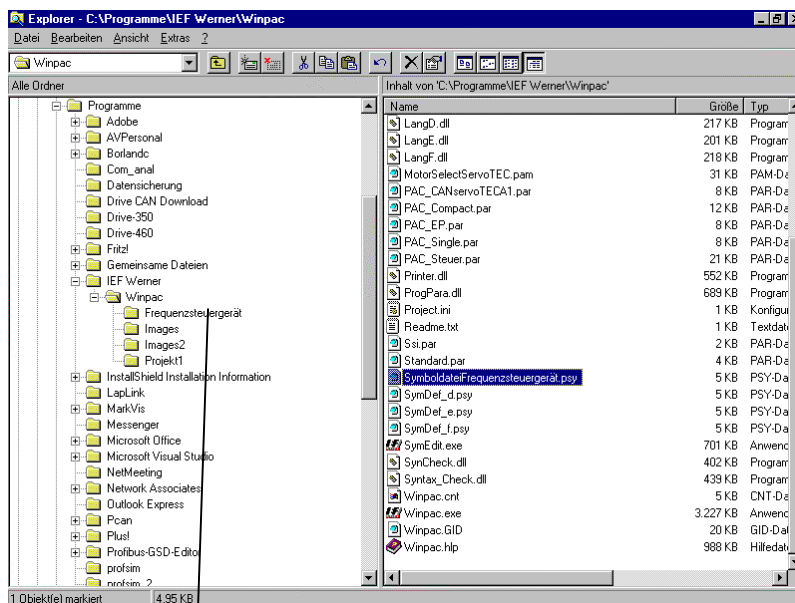 Explorer - C:\Programme\IEF Werner\Winpac
Datei Bearbeiten Ansicht Extras ?
Winpac
Alle Ordner
Programme
Adobe
AVPersonal
Borlandc
Com_anal
Datensicherung
Drive CAN Download
Drive-350
Drive-460
Fritz!
Gemeinsame Dateien
IEF Werner
Winpac
Frequenzsteuergerät
Images
Images2
Projekt1
InstallShield Installation Information
LapLink
MarkVis
Messenger
Microsoft Office
Microsoft Visual Studio
NetMeeting
Network Associates
Outlook Express
Pcan
Plus!
Profibus-GSD-Editor
profsim
profsim_2
Inhalt von 'C:\Programme\IEF Werner\Winpac'
Name Größe Typ
LangD.dll 217 KB Program
LangE.dll 201 KB Program
LangF.dll 218 KB Program
MotorSelectServoTEC.pam 31 KB PAM-Da
PAC_CANservoTECA1.par 8 KB PAR-Da
PAC_Compact.par 12 KB PAR-Da
PAC_EP.par 8 KB PAR-Da
PAC_Single.par 8 KB PAR-Da
PAC_Steuer.par 21 KB PAR-Da
Printer.dll 552 KB Program
ProgPara.dll 689 KB Program
Project.ini 1 KB Konfigu
Readme.txt 1 KB Textdat
Ssi.par 2 KB PAR-Da
Standard.par 4 KB PAR-Da
SymboldateiFrequenzsteuergerät.psy 5 KB PSY-Da
SymDef_d.psy 5 KB PSY-Da
SymDef_e.psy 5 KB PSY-Da
SymDef_f.psy 5 KB PSY-Da
SymEdit.exe 701 KB Anwend
SynCheck.dll 402 KB Program
Syntax_Check.dll 439 KB Program
Winpac.cnt 5 KB CNT-Da
Winpac.exe 3.227 KB Anwend
Winpac.GID 20 KB GID-Dat
Winpac.hlp 988 KB Hilfedat
1 Objekt(e) markiert 4,95 KB